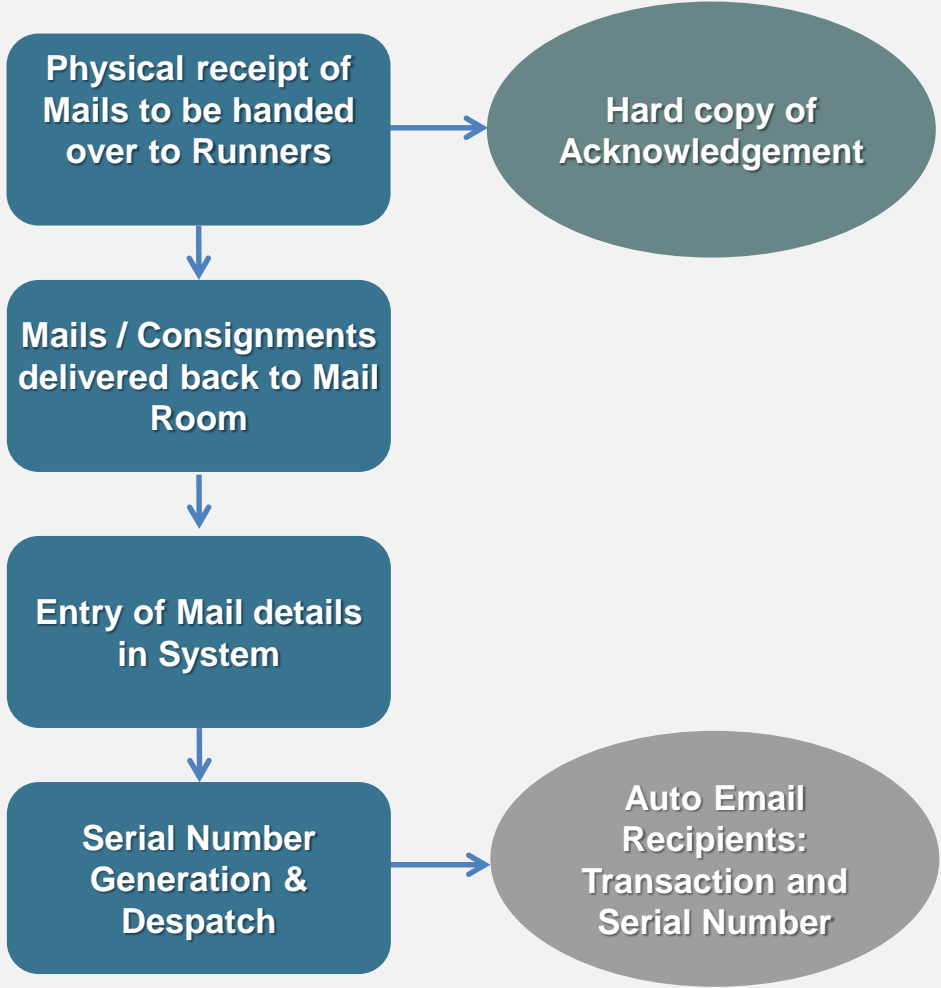 Physical receipt of
Mails to be handed
over to Runners
Hard copy of
Acknowledgement
Mails / Consignments
delivered back to Mail
Room
Entry of Mail details
in System
Serial Number
Generation &
Despatch
Auto Email
Recipients:
Transaction and
Serial Number